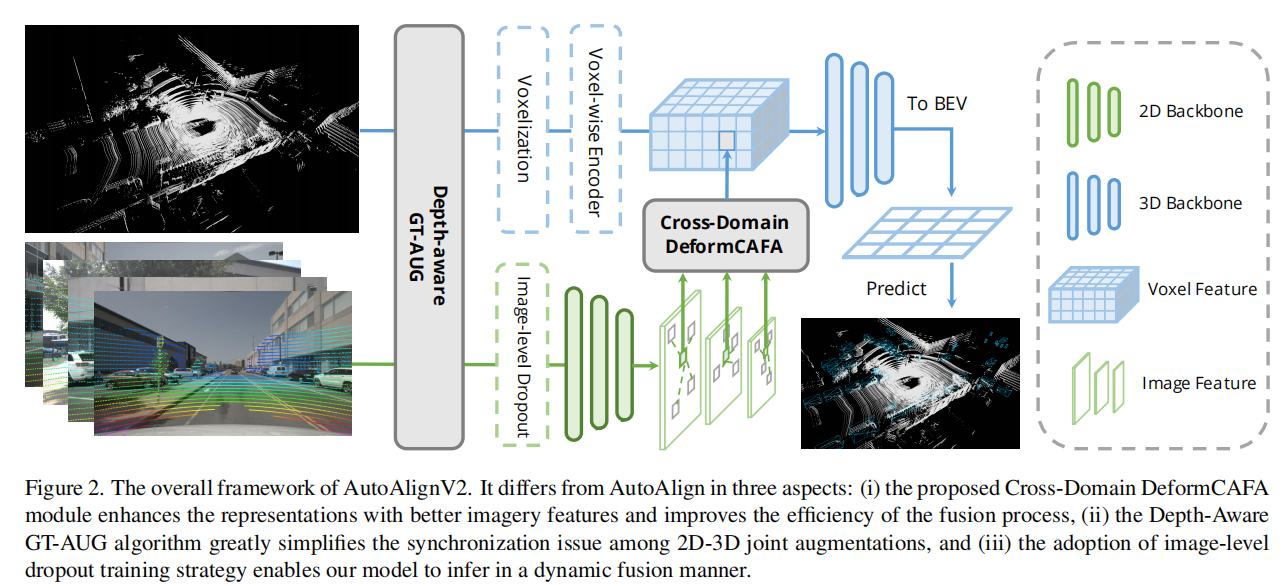 Depth-aware
GT-AUG
Voxelization
Voxel-wise Encoder
Image-level Dropout
Cross-Domain
DeformCAFA
To BEV
Predict
2D Backbone
3D Backbone
Voxel Feature
Image Feature
Figure 2. The overall framework of AutoAlignV2. It differs from AutoAlign in three aspects: (i) the proposed Cross-Domain DeformCAFA
module enhances the representations with better imagery features and improves the efficiency of the fusion process, (ii) the Depth-Aware
GT-AUG algorithm greatly simplifies the synchronization issue among 2D-3D joint augmentations, and (iii) the adoption of image-level
dropout training strategy enables our model to infer in a dynamic fusion manner.